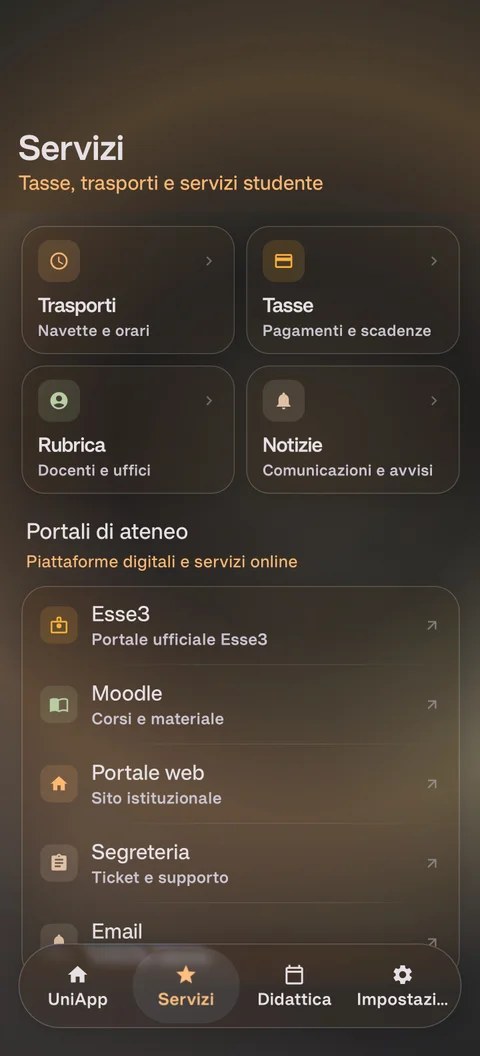 Servizi
Tasse, trasporti e servizi studente
Trasporti
Navette e orari
Tasse
Pagamenti e scadenze
Rubrica
Docenti e uffici
Notizie
Comunicazioni e avvisi
Portali di ateneo
Piattaforme digitali e servizi online
Esse3
Portale ufficiale Esse3
Moodle
Corsi e materiale
Portale web
Sito istituzionale
Segreteria
Ticket e supporto
Email
UniApp
Servizi
Didattica
Impostazi...